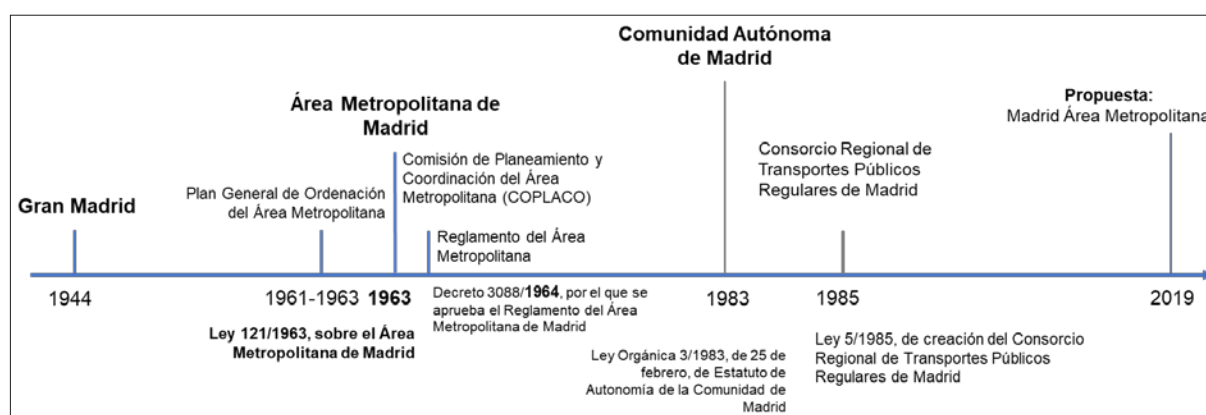 Gran Madrid
1944
Plan General de Ordenación
del Área Metropolitana
1961-1963
Área Metropolitana de
Madrid
Comisión de Planeamiento y
Coordinación del Área
Metropolitana (COPLACO)
1963
Ley 121/1963, sobre el Área
Metropolitana de Madrid
Reglamento del Área
Metropolitana
Decreto 3088/1964, por el que se
aprueba el Reglamento del Área
Metropolitana de Madrid
Comunidad Autónoma
de Madrid
1983
Ley Orgánica 3/1983, de 25 de
febrero, de Estatuto de
Autonomía de la Comunidad de
Madrid
Consorcio Regional de
Transportes Públicos
Regulares de Madrid
1985
Ley 5/1985, de creación del Consorcio
Regional de Transportes Públicos
Regulares de Madrid
Propuesta:
Madrid Área Metropolitana
2019